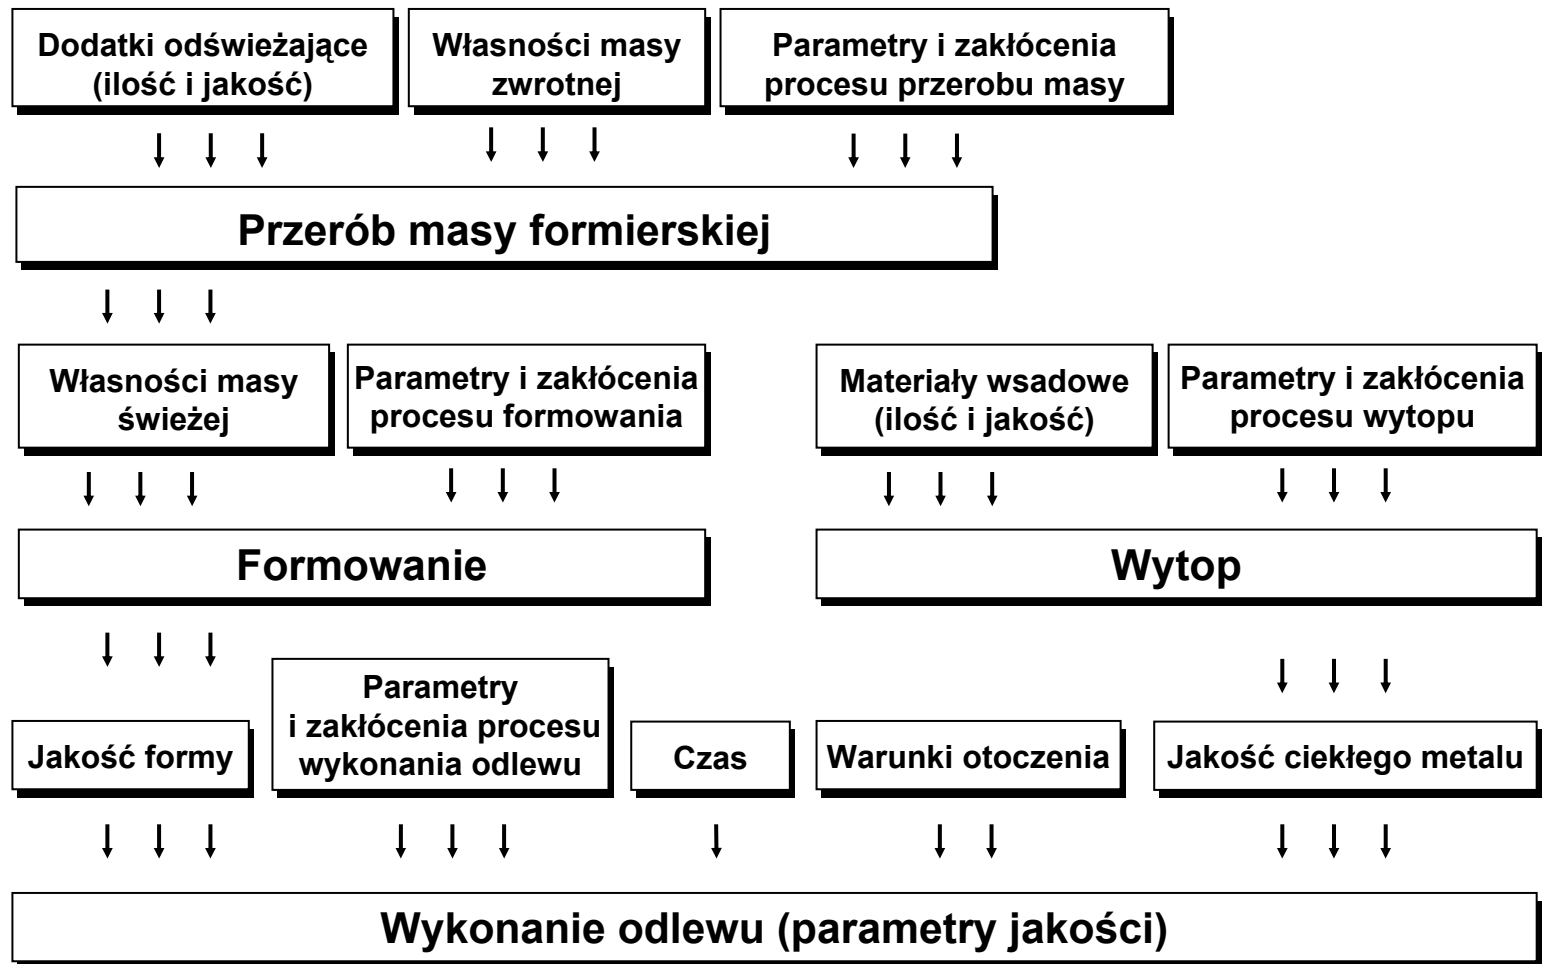 Dodatki odświeżające
(ilość i jakość)
Własności masy
zwrotnej
Parametry i zakłócenia
procesu przerobu masy
Przerób masy formierskiej
Własności masy
świeżej
Parametry i zakłócenia
procesu formowania
Materiały wsadowe
(ilość i jakość)
Parametry i zakłócenia
procesu wytopu
Formowanie
Wytop
Jakość formy
Parametry
i zakłócenia procesu
wykonania odlewu
Czas
Warunki otoczenia
Jakość ciekłego metalu
Wykonanie odlewu (parametry jakości)